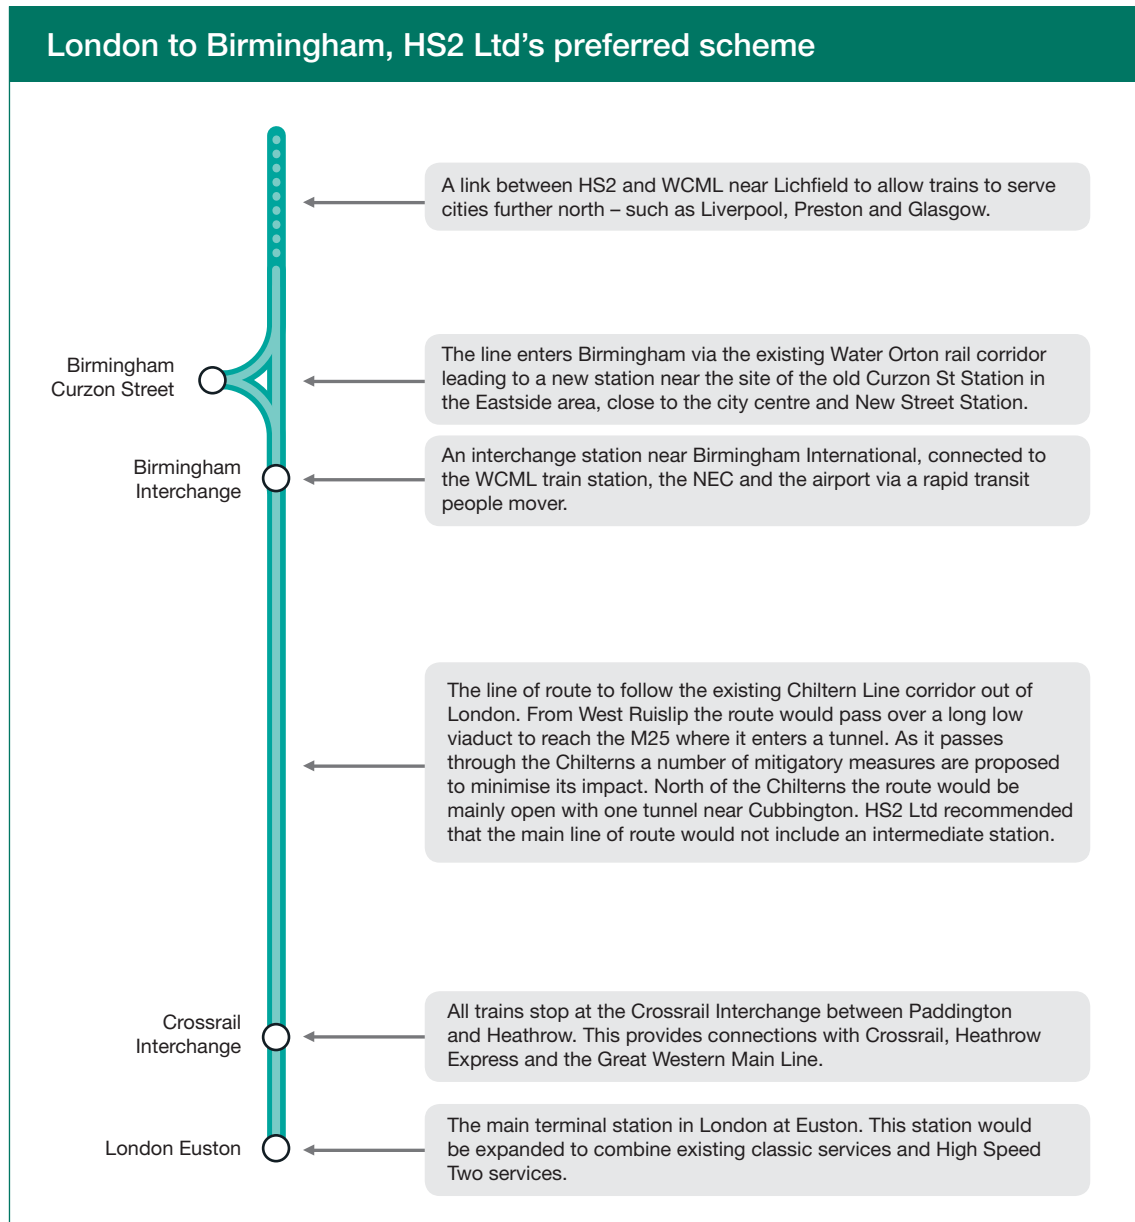 London to Birmingham, HS2 Ltd’s preferred scheme
A link between HS2 and WCML near Lichfield to allow trains to serve
cities further north – such as Liverpool, Preston and Glasgow.
Birmingham
Curzon Street
The line enters Birmingham via the existing Water Orton rail corridor
leading to a new station near the site of the old Curzon St Station in
the Eastside area, close to the city centre and New Street Station.
Birmingham
Interchange
An interchange station near Birmingham International, connected to
the WCML train station, the NEC and the airport via a rapid transit
people mover.
The line of route to follow the existing Chiltern Line corridor out of
London. From West Ruislip the route would pass over a long low
viaduct to reach the M25 where it enters a tunnel. As it passes
through the Chilterns a number of mitigatory measures are proposed
to minimise its impact. North of the Chilterns the route would be
mainly open with one tunnel near Cubbington. HS2 Ltd recommended
that the main line of route would not include an intermediate station.
Crossrail
Interchange
All trains stop at the Crossrail Interchange between Paddington
and Heathrow. This provides connections with Crossrail, Heathrow
Express and the Great Western Main Line.
London Euston
The main terminal station in London at Euston. This station would
be expanded to combine existing classic services and High Speed
Two services.